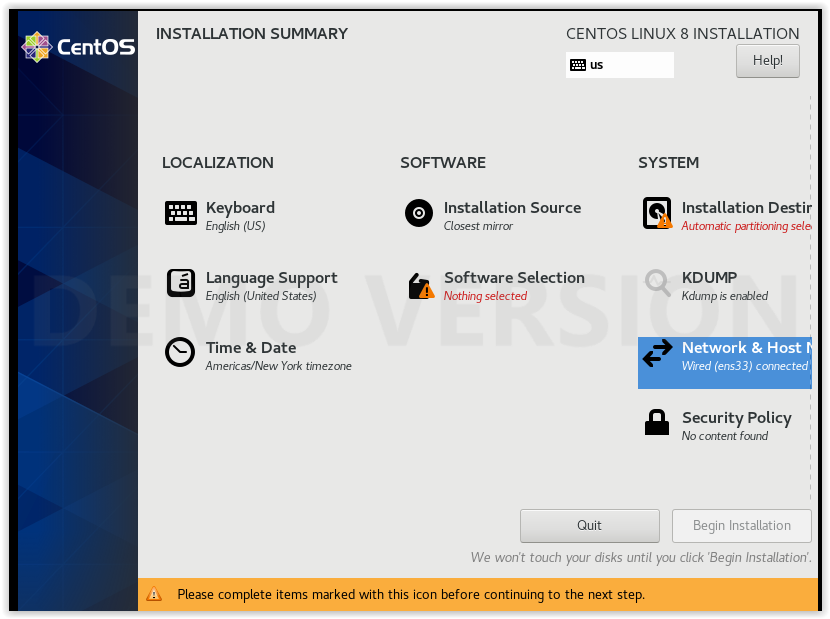 CentOS
INSTALLATION SUMMARY
CENTOS LINUX 8 INSTALLATION
us
Help!
LOCALIZATION
Keyboard
English (US)
Language Support
English (United States)
Time & Date
Americas/New York timezone
SOFTWARE
Installation Source
Closest mirror
Software Selection
Nothing selected
SYSTEM
Installation Destin
Automatic partitioning sele
KDUMP
Kdump is enabled
Network & Host N
Wired (ens33) connected
Security Policy
No content found
DEMO VERSION
Quit
Begin Installation
We won't touch your disks until you click 'Begin Installation'.
Please complete items marked with this icon before continuing to the next step.